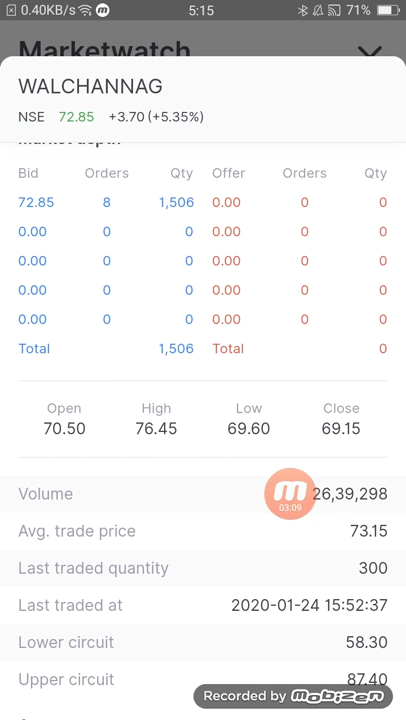 0.40KB/s 5:15 71%
Marketwatch
WALCHANNAG
NSE 72.85 +3.70 (+5.35%)
Market depth
Bid Orders Qty Offer Orders Qty
72.85 8 1,506 0.00 0 0
0.00 0 0 0.00 0 0
0.00 0 0 0.00 0 0
0.00 0 0 0.00 0 0
0.00 0 0 0.00 0 0
Total 1,506 Total 0
Open High Low Close
70.50 76.45 69.60 69.15
Volume 26,39,298
03:09
Avg. trade price 73.15
Last traded quantity 300
Last traded at 2020-01-24 15:52:37
Lower circuit 58.30
Upper circuit 87.40
Recorded by mobizen